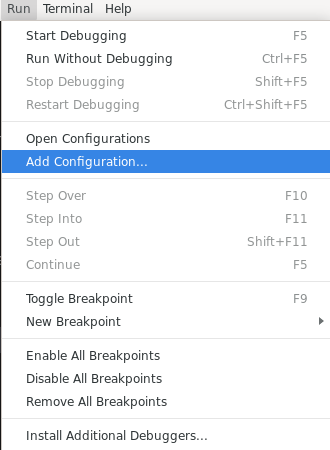 Run Terminal Help
Start Debugging F5
Run Without Debugging Ctrl+F5
Stop Debugging Shift+F5
Restart Debugging Ctrl+Shift+F5
Open Configurations
Add Configuration...
Step Over F10
Step Into F11
Step Out Shift+F11
Continue F5
Toggle Breakpoint F9
New Breakpoint
Enable All Breakpoints
Disable All Breakpoints
Remove All Breakpoints
Install Additional Debuggers...